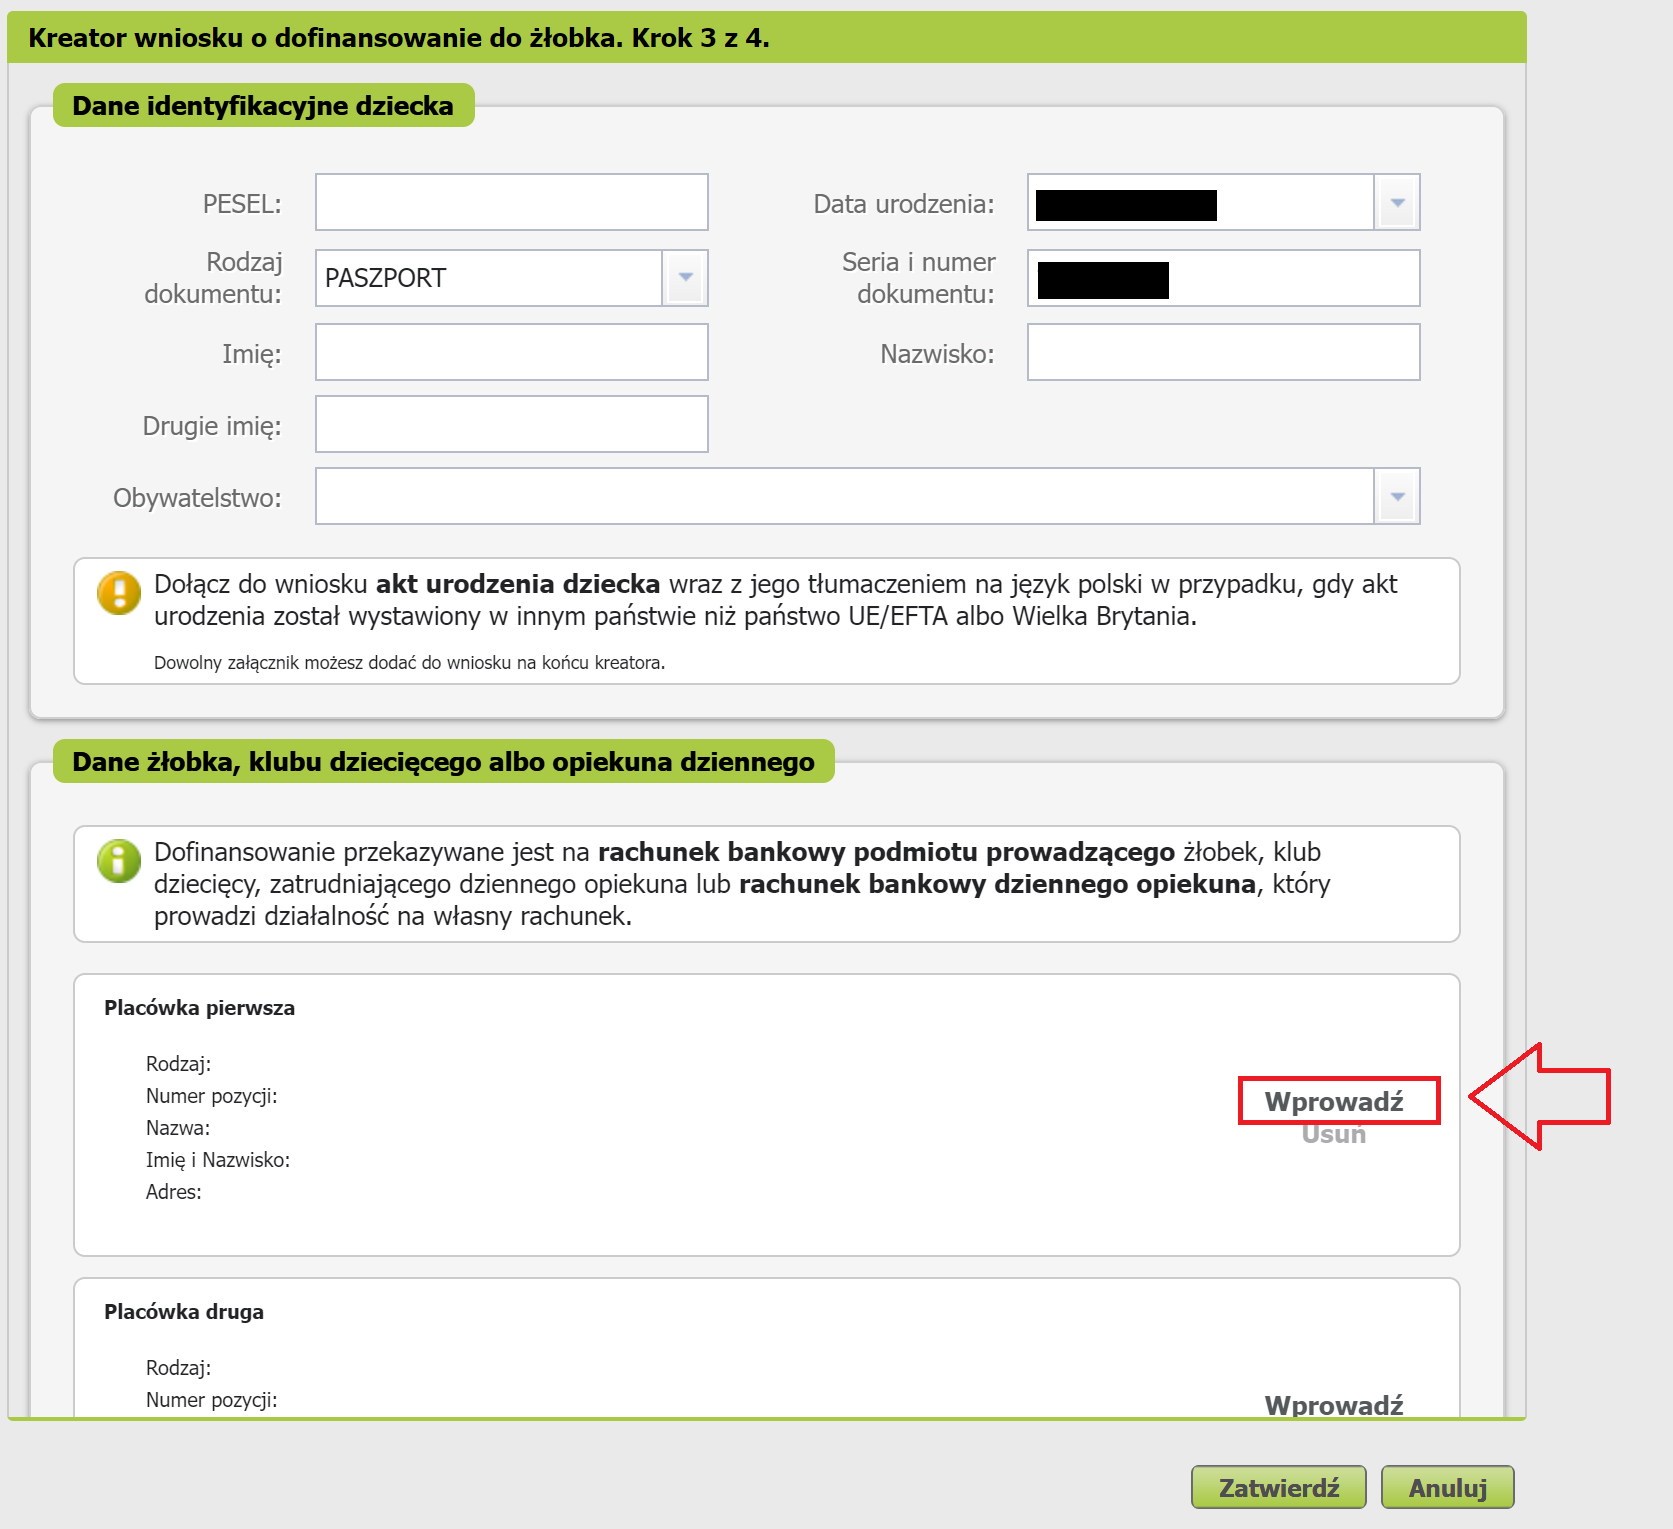 Kreator wniosku o dofinansowanie do żłobka. Krok 3 z 4.
Dane identyfikacyjne dziecka
PESEL:
Data urodzenia:
Rodzaj dokumentu:
PASZPORT
Seria i numer dokumentu:
Imię:
Nazwisko:
Drugie imię:
Obywatelstwo:
Dołącz do wniosku akt urodzenia dziecka wraz z jego tłumaczeniem na język polski w przypadku, gdy akt
urodzenia został wystawiony w innym państwie niż państwo UE/EFTA albo Wielka Brytania.
Dowolny załącznik możesz dodać do wniosku na końcu kreatora.
Dane żłobka, klubu dziecięcego albo opiekuna dziennego
Dofinansowanie przekazywane jest na rachunek bankowy podmiotu prowadzącego żłobek, klub
dziecięcy, zatrudniającego dziennego opiekuna lub rachunek bankowy dziennego opiekuna, który
prowadzi działalność na własny rachunek.
Placówka pierwsza
Rodzaj:
Numer pozycji:
Nazwa:
Imię i Nazwisko:
Adres:
Wprowadź
Usuń
Placówka druga
Rodzaj:
Numer pozycji:
Wprowadź
Zatwierdź
Anuluj